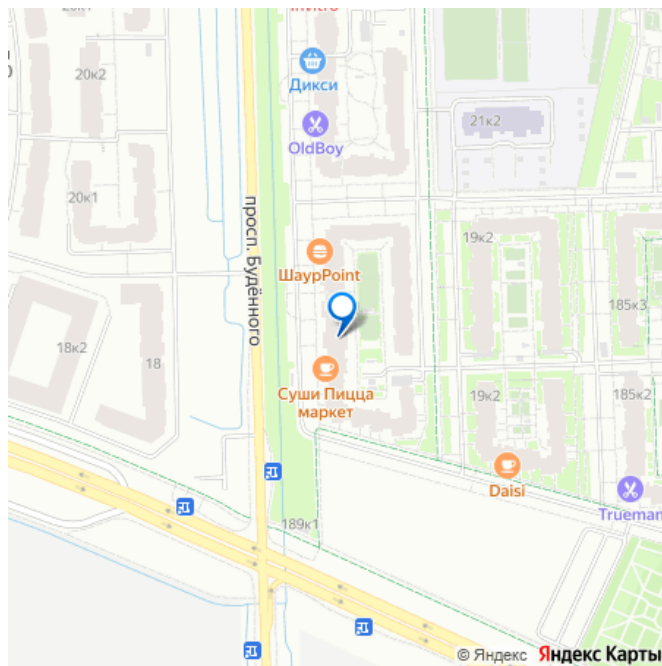 Invitro
20к2
Дикси
21к2
OldBoy
20к1
просп. Будённого
19к2
ШаурPoint
185к3
18к2
18
Суши Пицца
маркет
19к2
185к2
Daisi
Trueman
189к1
© Яндекс Яндекс Карты